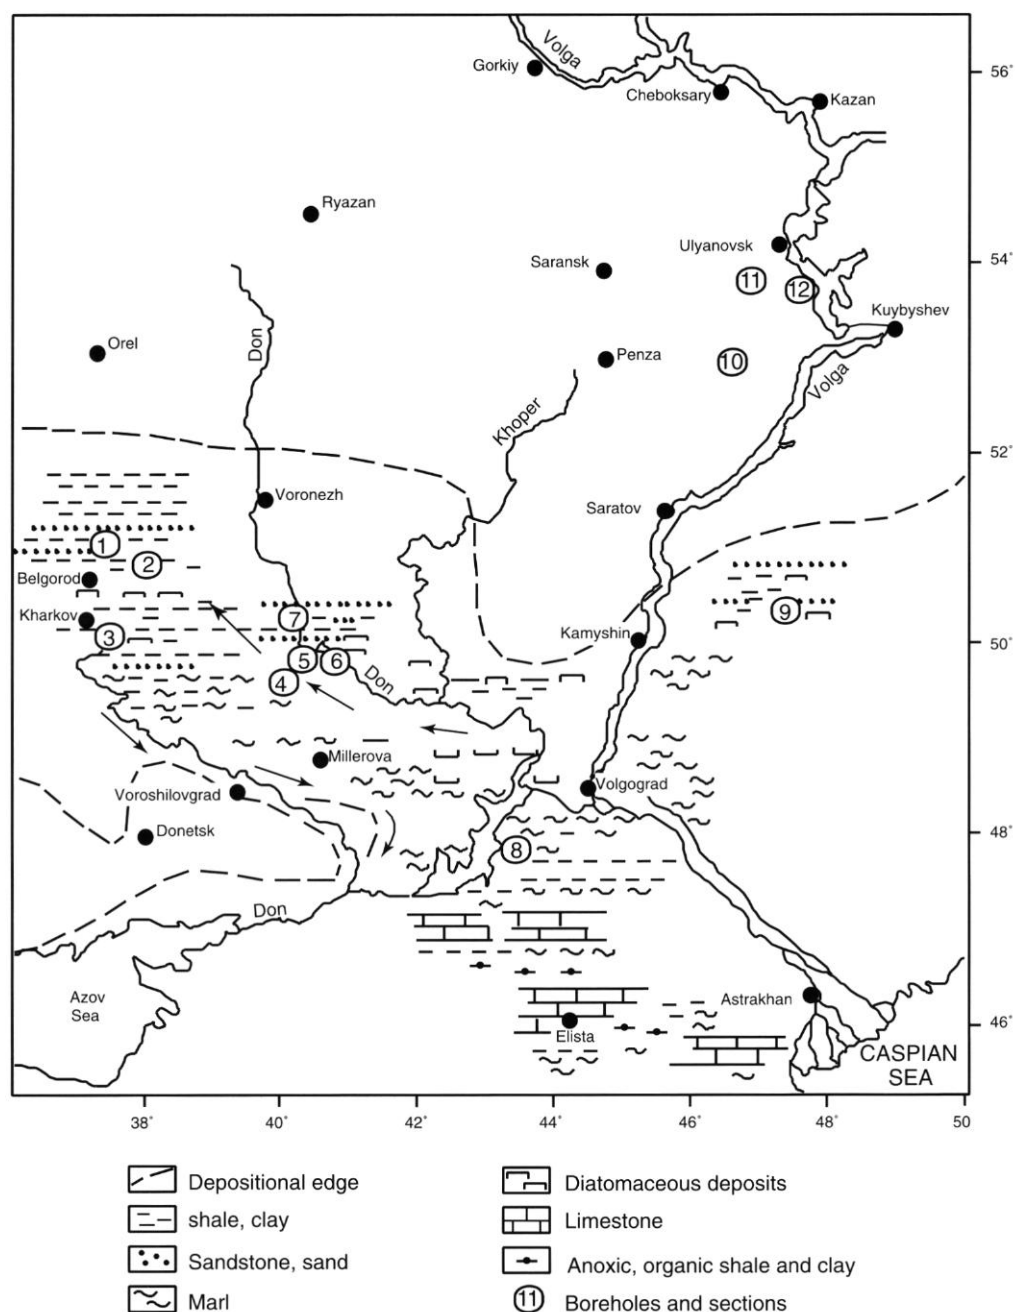 Volga
Gorkiy
Cheboksary
Kazan
56°
Ryazan
Ulyanovsk
Saransk
54°
11
12
Kuybyshev
Orel
Don
Penza
10
Volga
Khoper
52°
Voronezh
Saratov
1
2
Belgorod
Kharkov
7
9
3
Kamyshin
50°
5
6
4
Don
Millerova
Volgograd
Voroshilovgrad
Donetsk
48°
8
Don
Azov
Sea
Astrakhan
46°
Elista
CASPIAN
SEA
38°
40°
42°
44°
46°
48°
50
Depositional edge
Diatomaceous deposits
shale, clay
Limestone
Sandstone, sand
Anoxic, organic shale and clay
Marl
11
Boreholes and sections